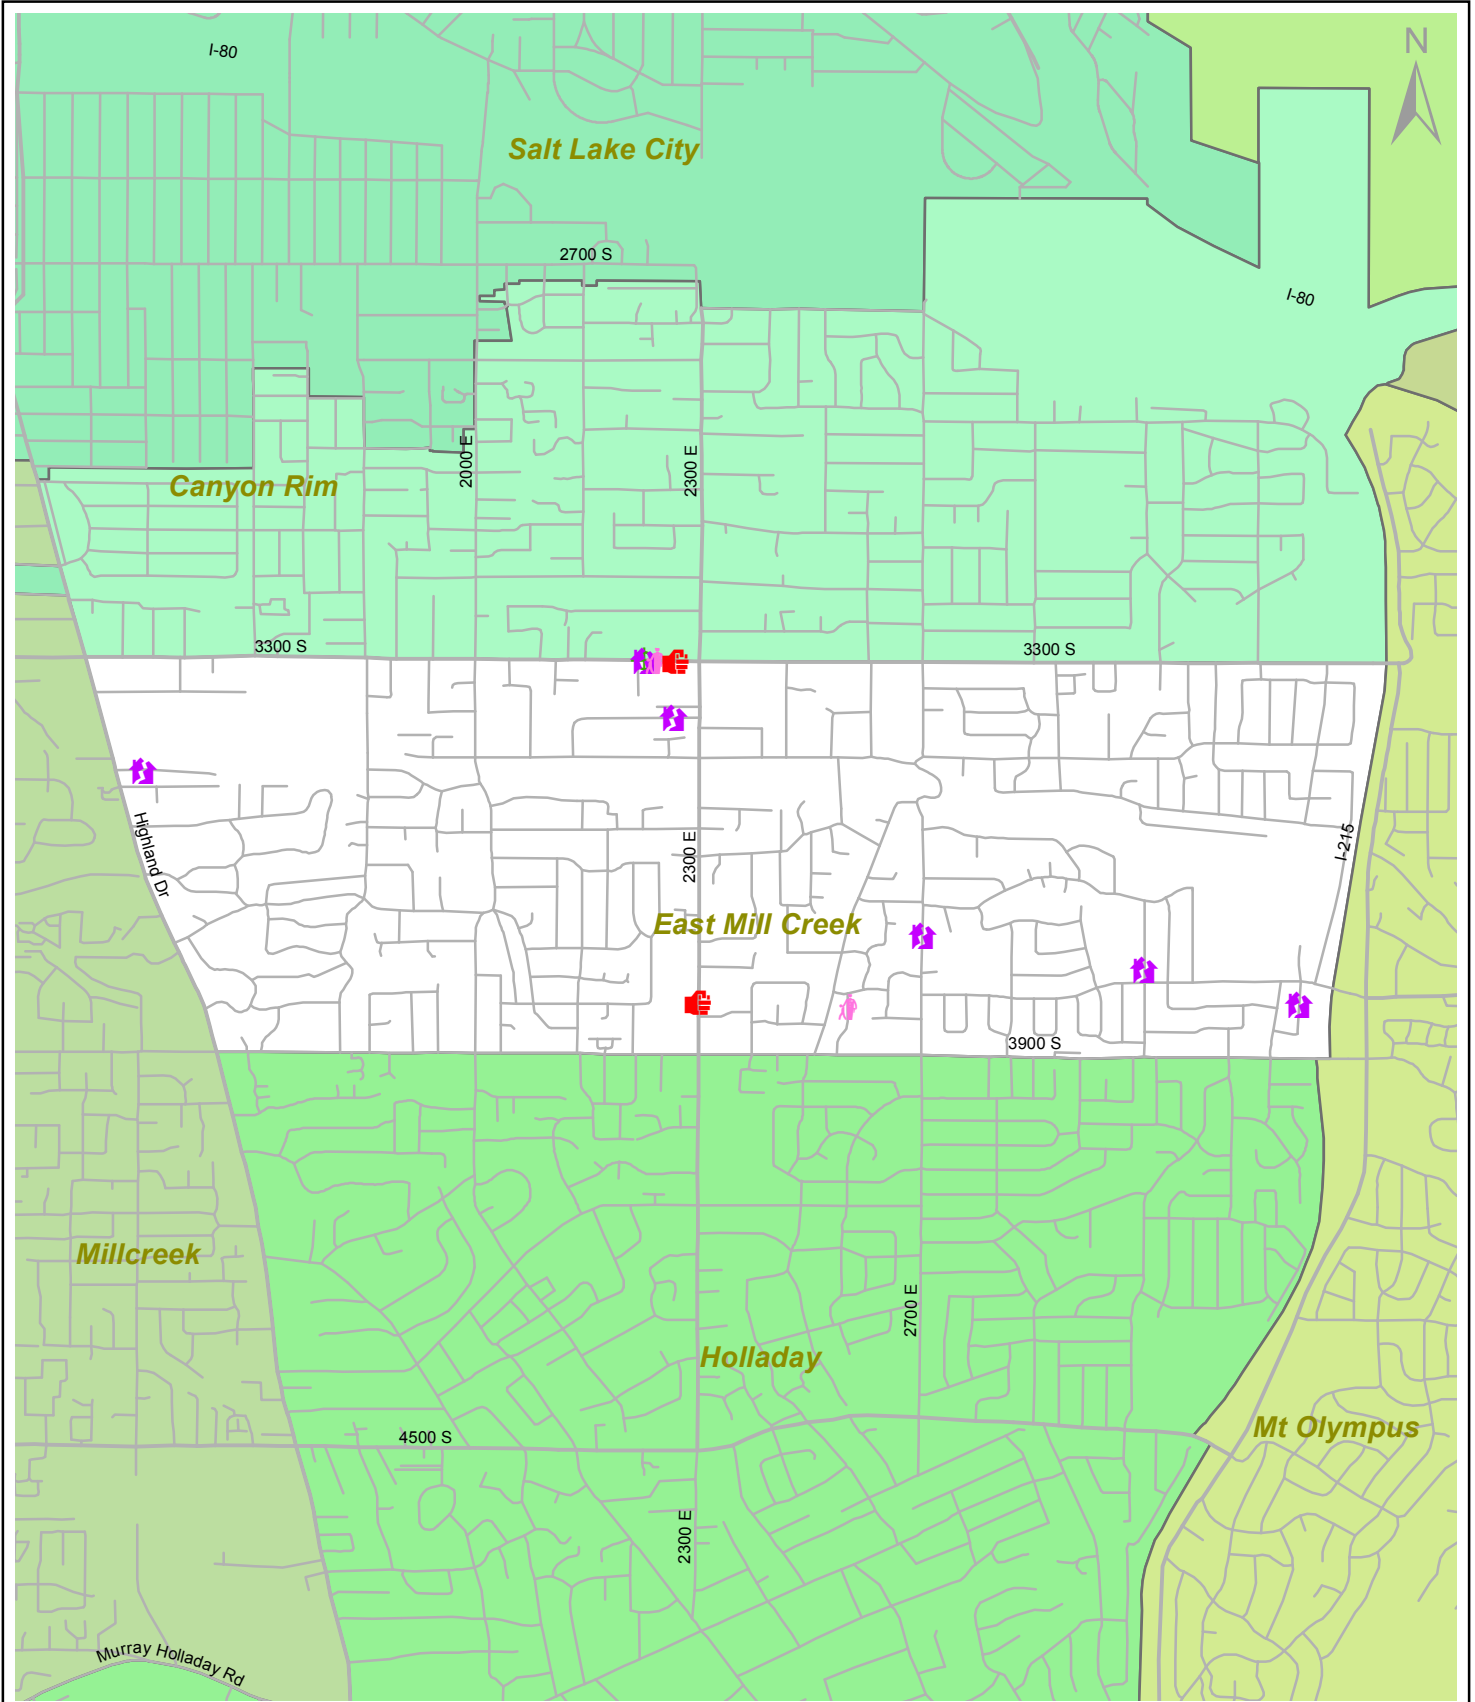 I-80
N
Salt Lake City
2700 S
I-80
2000 E
2300 E
Canyon Rim
3300 S
3300 S
Highland Dr
2300 E
I-215
East Mill Creek
3900 S
Millcreek
2700 E
Holladay
Mt Olympus
4500 S
2300 E
Murray Holladay Rd